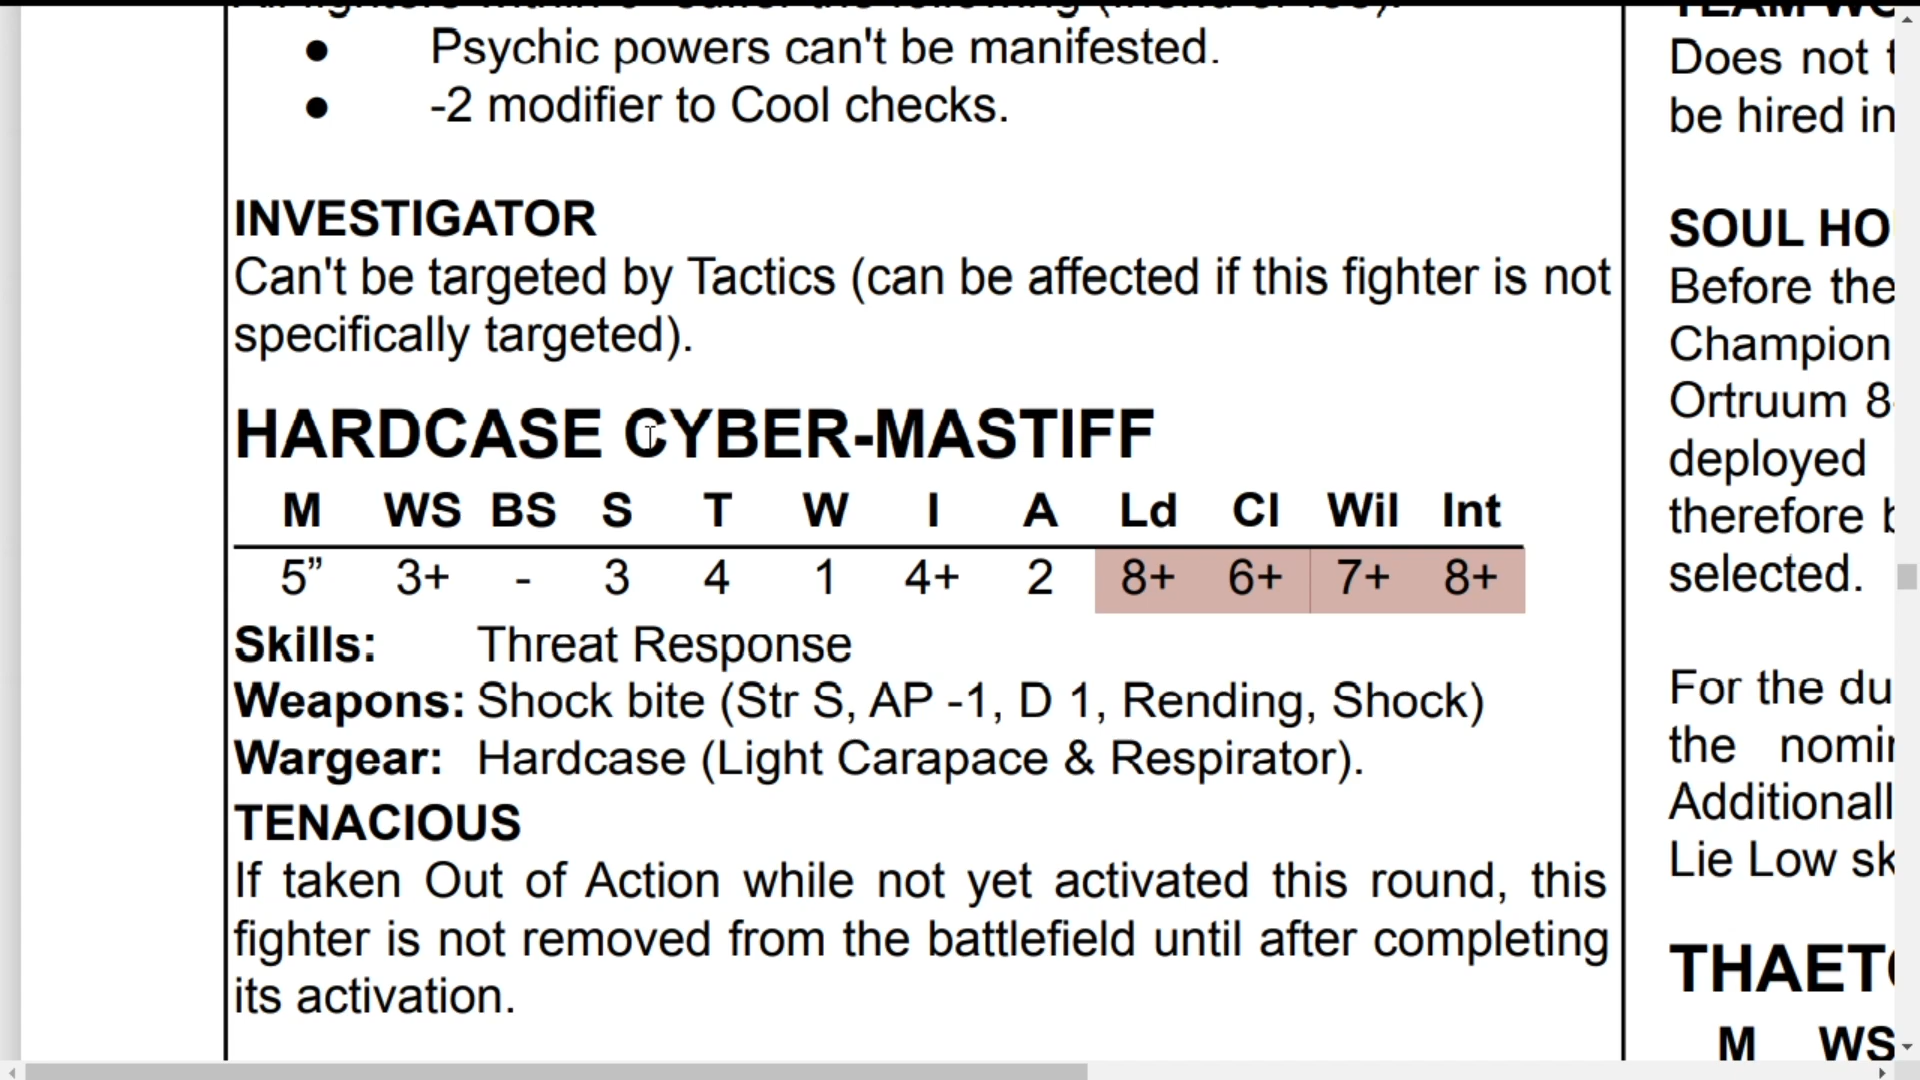 ● Psychic powers can't be manifested.
● -2 modifier to Cool checks.
INVESTIGATOR
Can't be targeted by Tactics (can be affected if this fighter is not
specifically targeted).
HARDCASE CYBER-MASTIFF
M WS BS S T W I A Ld Cl Wil Int
5” 3+ - 3 4 1 4+ 2 8+ 6+ 7+ 8+
Skills: Threat Response
Weapons: Shock bite (Str S, AP -1, D 1, Rending, Shock)
Wargear: Hardcase (Light Carapace & Respirator).
TENACIOUS
If taken Out of Action while not yet activated this round, this
fighter is not removed from the battlefield until after completing
its activation.
Does not
be hired in
SOUL
Before the
Champion
Ortruum
deployed
therefore
selected.
For the
the
Lie Low
M WS